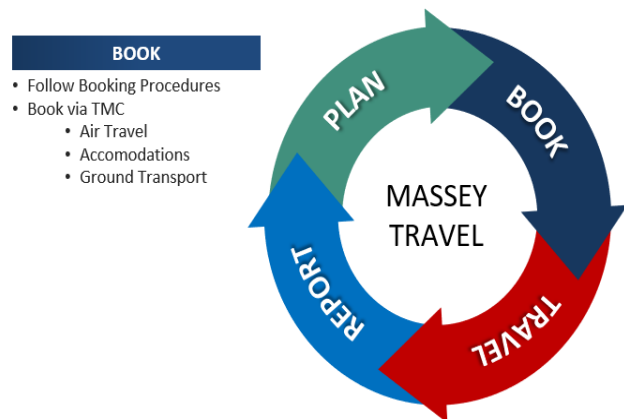 BOOK
• Follow Booking Procedures
• Book via TMC
• Air Travel
• Accomodations
• Ground Transport
PLAN
BOOK
MASSEY
TRAVEL
REPORT
TRAVEL